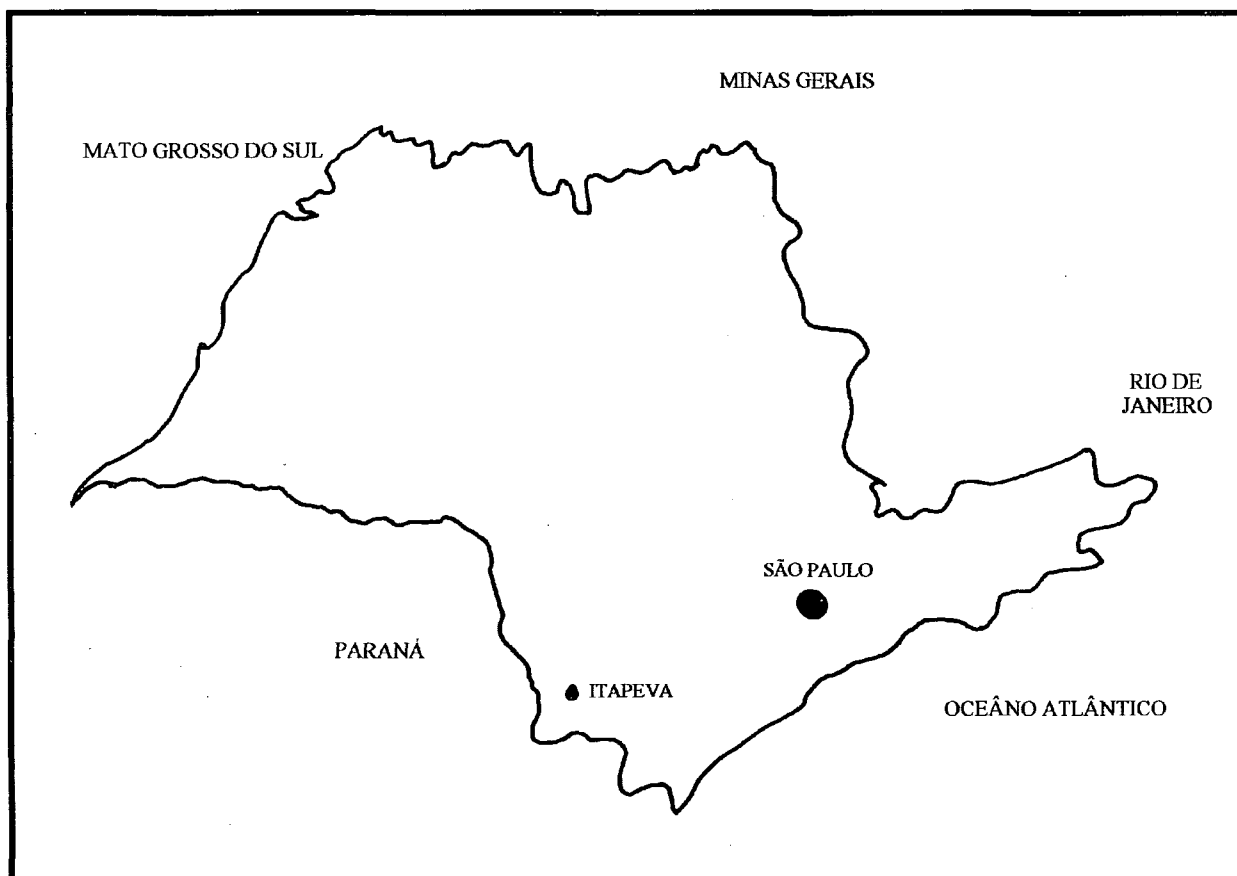 MINAS GERAIS
MATO GROSSO DO SUL
RIO DE
JANEIRO
SÃO PAULO
PARANÁ
ITAPEVA
OCEÂNO ATLÂNTICO